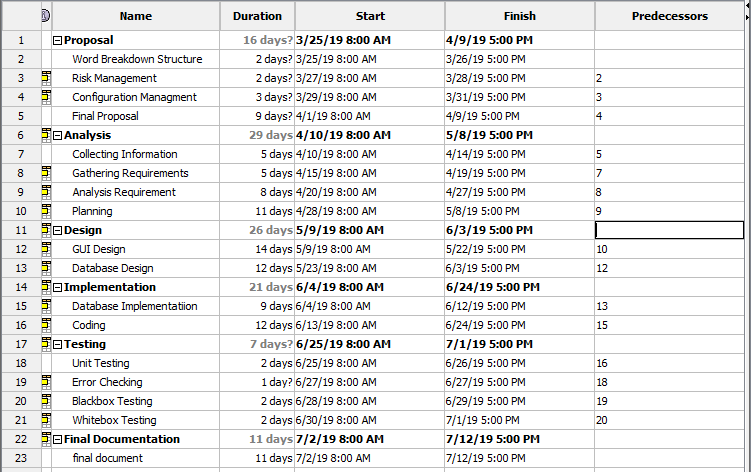 Name Duration Start Finish Predecessors
1 Proposal 16 days? 3/25/19 8:00 AM 4/9/19 5:00 PM
2 Word Breakdown Structure 2 days? 3/25/19 8:00 AM 3/26/19 5:00 PM
3 Risk Management 2 days? 3/27/19 8:00 AM 3/28/19 5:00 PM 2
4 Configuration Managment 3 days? 3/29/19 8:00 AM 3/31/19 5:00 PM 3
5 Final Proposal 9 days? 4/1/19 8:00 AM 4/9/19 5:00 PM 4
6 Analysis 29 days 4/10/19 8:00 AM 5/8/19 5:00 PM
7 Collecting Information 5 days 4/10/19 8:00 AM 4/14/19 5:00 PM 5
8 Gathering Requirements 5 days 4/15/19 8:00 AM 4/19/19 5:00 PM 7
9 Analysis Requirement 8 days 4/20/19 8:00 AM 4/27/19 5:00 PM 8
10 Planning 11 days 4/28/19 8:00 AM 5/8/19 5:00 PM 9
11 Design 26 days 5/9/19 8:00 AM 6/3/19 5:00 PM
12 GUI Design 14 days 5/9/19 8:00 AM 5/22/19 5:00 PM 10
13 Database Design 12 days 5/23/19 8:00 AM 6/3/19 5:00 PM 12
14 Implementation 21 days 6/4/19 8:00 AM 6/24/19 5:00 PM
15 Database Implementatiion 9 days 6/4/19 8:00 AM 6/12/19 5:00 PM 13
16 Coding 12 days 6/13/19 8:00 AM 6/24/19 5:00 PM 15
17 Testing 7 days? 6/25/19 8:00 AM 7/1/19 5:00 PM
18 Unit Testing 2 days 6/25/19 8:00 AM 6/26/19 5:00 PM 16
19 Error Checking 1 day? 6/27/19 8:00 AM 6/27/19 5:00 PM 18
20 Blackbox Testing 2 days 6/28/19 8:00 AM 6/29/19 5:00 PM 19
21 Whitebox Testing 2 days 6/30/19 8:00 AM 7/1/19 5:00 PM 20
22 Final Documentation 11 days 7/2/19 8:00 AM 7/12/19 5:00 PM
23 final document 11 days 7/2/19 8:00 AM 7/12/19 5:00 PM